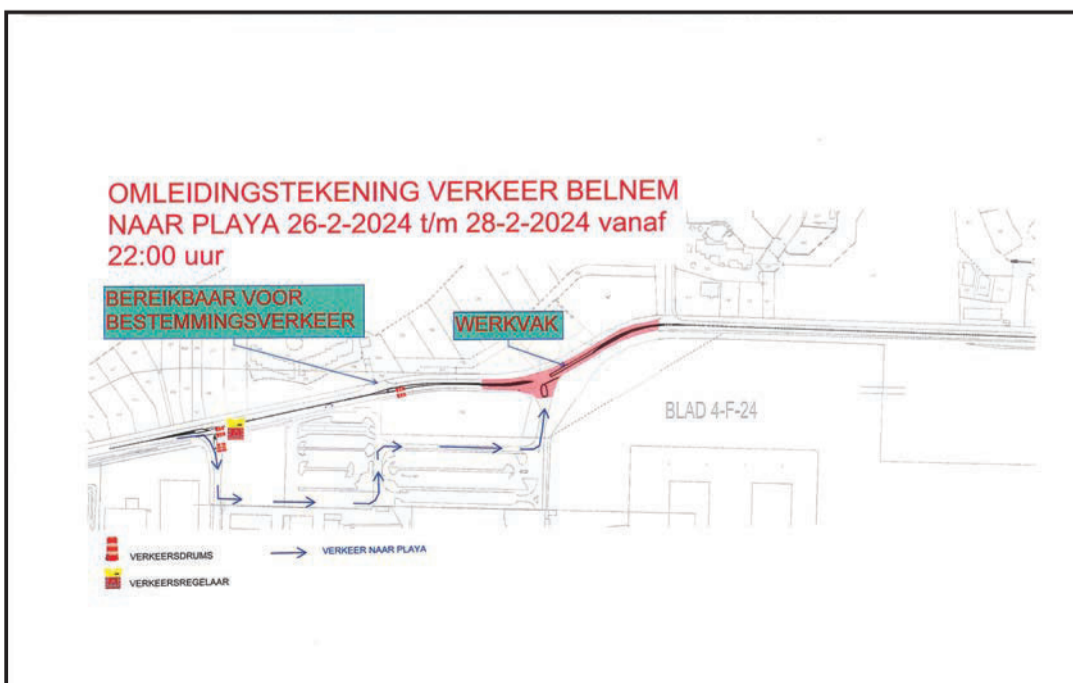 OMLEIDINGSTEKENING VERKEER BELNEM
NAAR PLAYA 26-2-2024 t/m 28-2-2024 vanaf
22:00 uur
BEREIKBAAR VOOR
BESTEMMINGSVERKEER
WERKVAK
BLAD 4-F-24
VERKEERSDRUMS
VERKEER NAAR PLAYA
VERKEERSREGELAAR